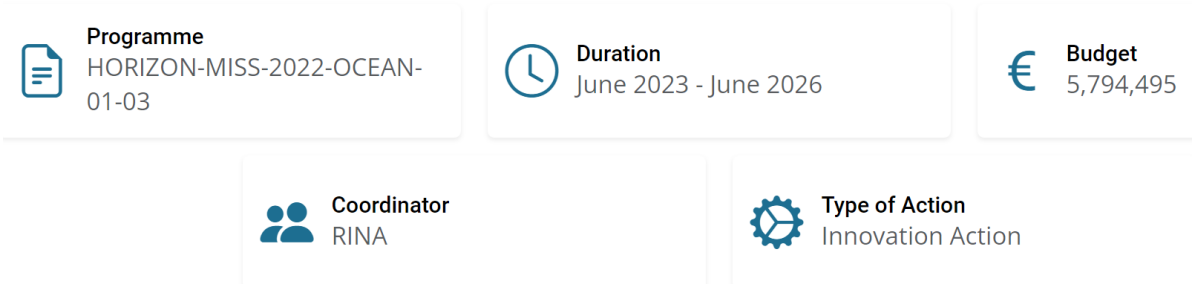 Programme
HORIZON-MISS-2022-OCEAN-
01-03
Duration
June 2023 - June 2026
€
Budget
5,794,495
Coordinator
RINA
Type of Action
Innovation Action